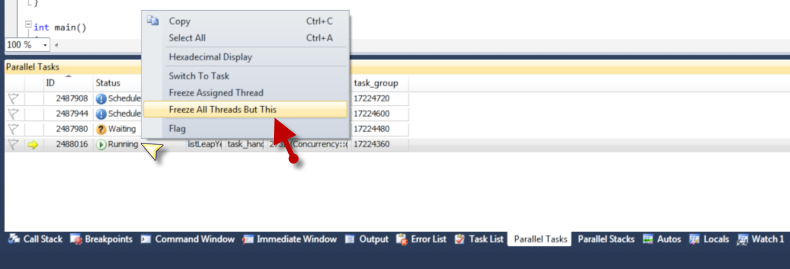 }
int main()
100 %
Copy Ctrl+C
Select All Ctrl+A
Hexadecimal Display
Switch To Task
Freeze Assigned Thread
Freeze All Threads But This
Flag
Parallel Tasks
ID Status task_group
2487908 Schedule 17224720
2487944 Schedule 17224600
2487980 Waiting 17224480
2488016 Running listLeapY( task_hand Concurrency:: 17224360
Call Stack Breakpoints Command Window Immediate Window Output Error List Task List Parallel Tasks Parallel Stacks Autos Locals Watch 1